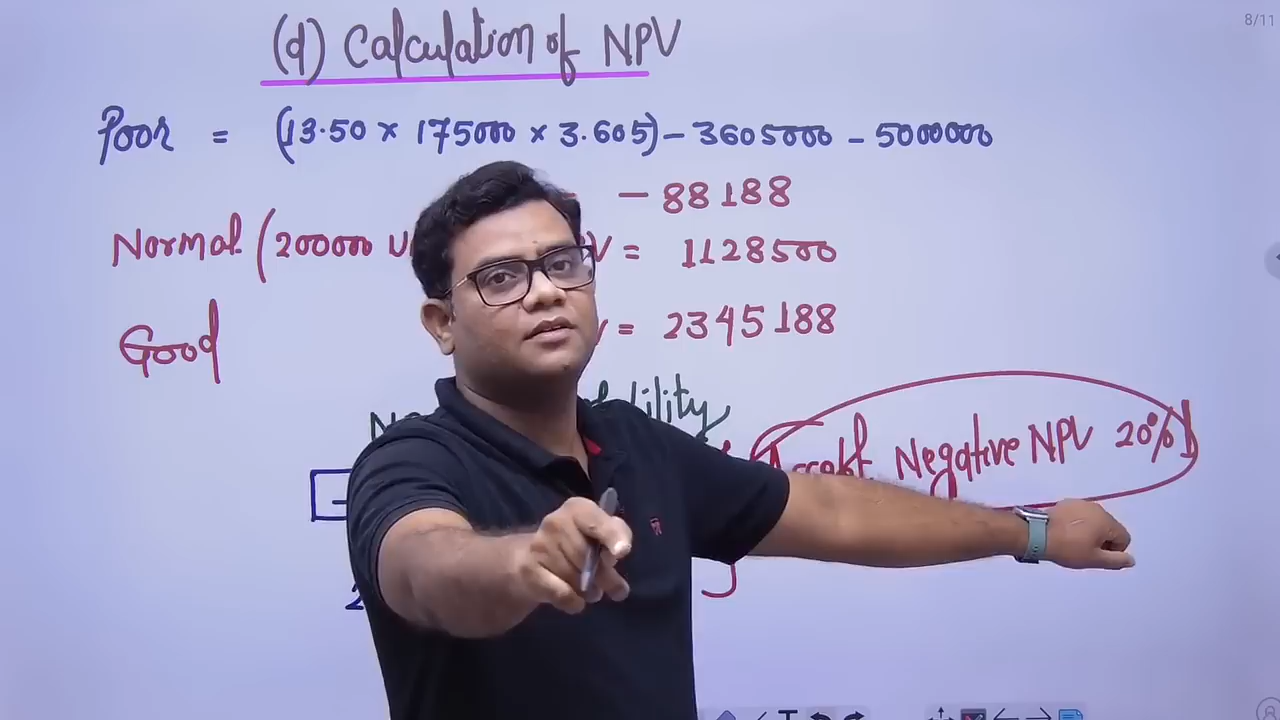 8/11
(d) Calculation of NPV
Poor = (13.50 × 175000 × 3.605) – 3605000 – 5000000
– 88188
Normal (200000 = 1128500
Good = 2345188
Negative NPV 20%